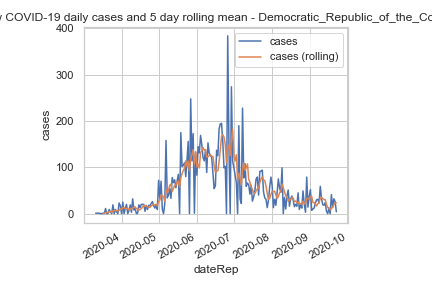 COVID-19 daily cases and 5 day rolling mean - Democratic_Republic_of_the_Co
cases
cases (rolling)
400
300
200
100
0
cases
2020-04
2020-05
2020-06
2020-07
2020-08
2020-09
2020-10
dateRep